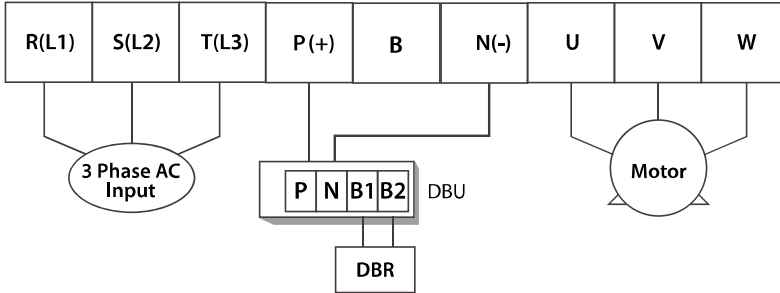 R(L1) S(L2) T(L3) P(+) B N(-) U V W
3 Phase AC
Input
Motor
P N B1 B2 DBU
DBR